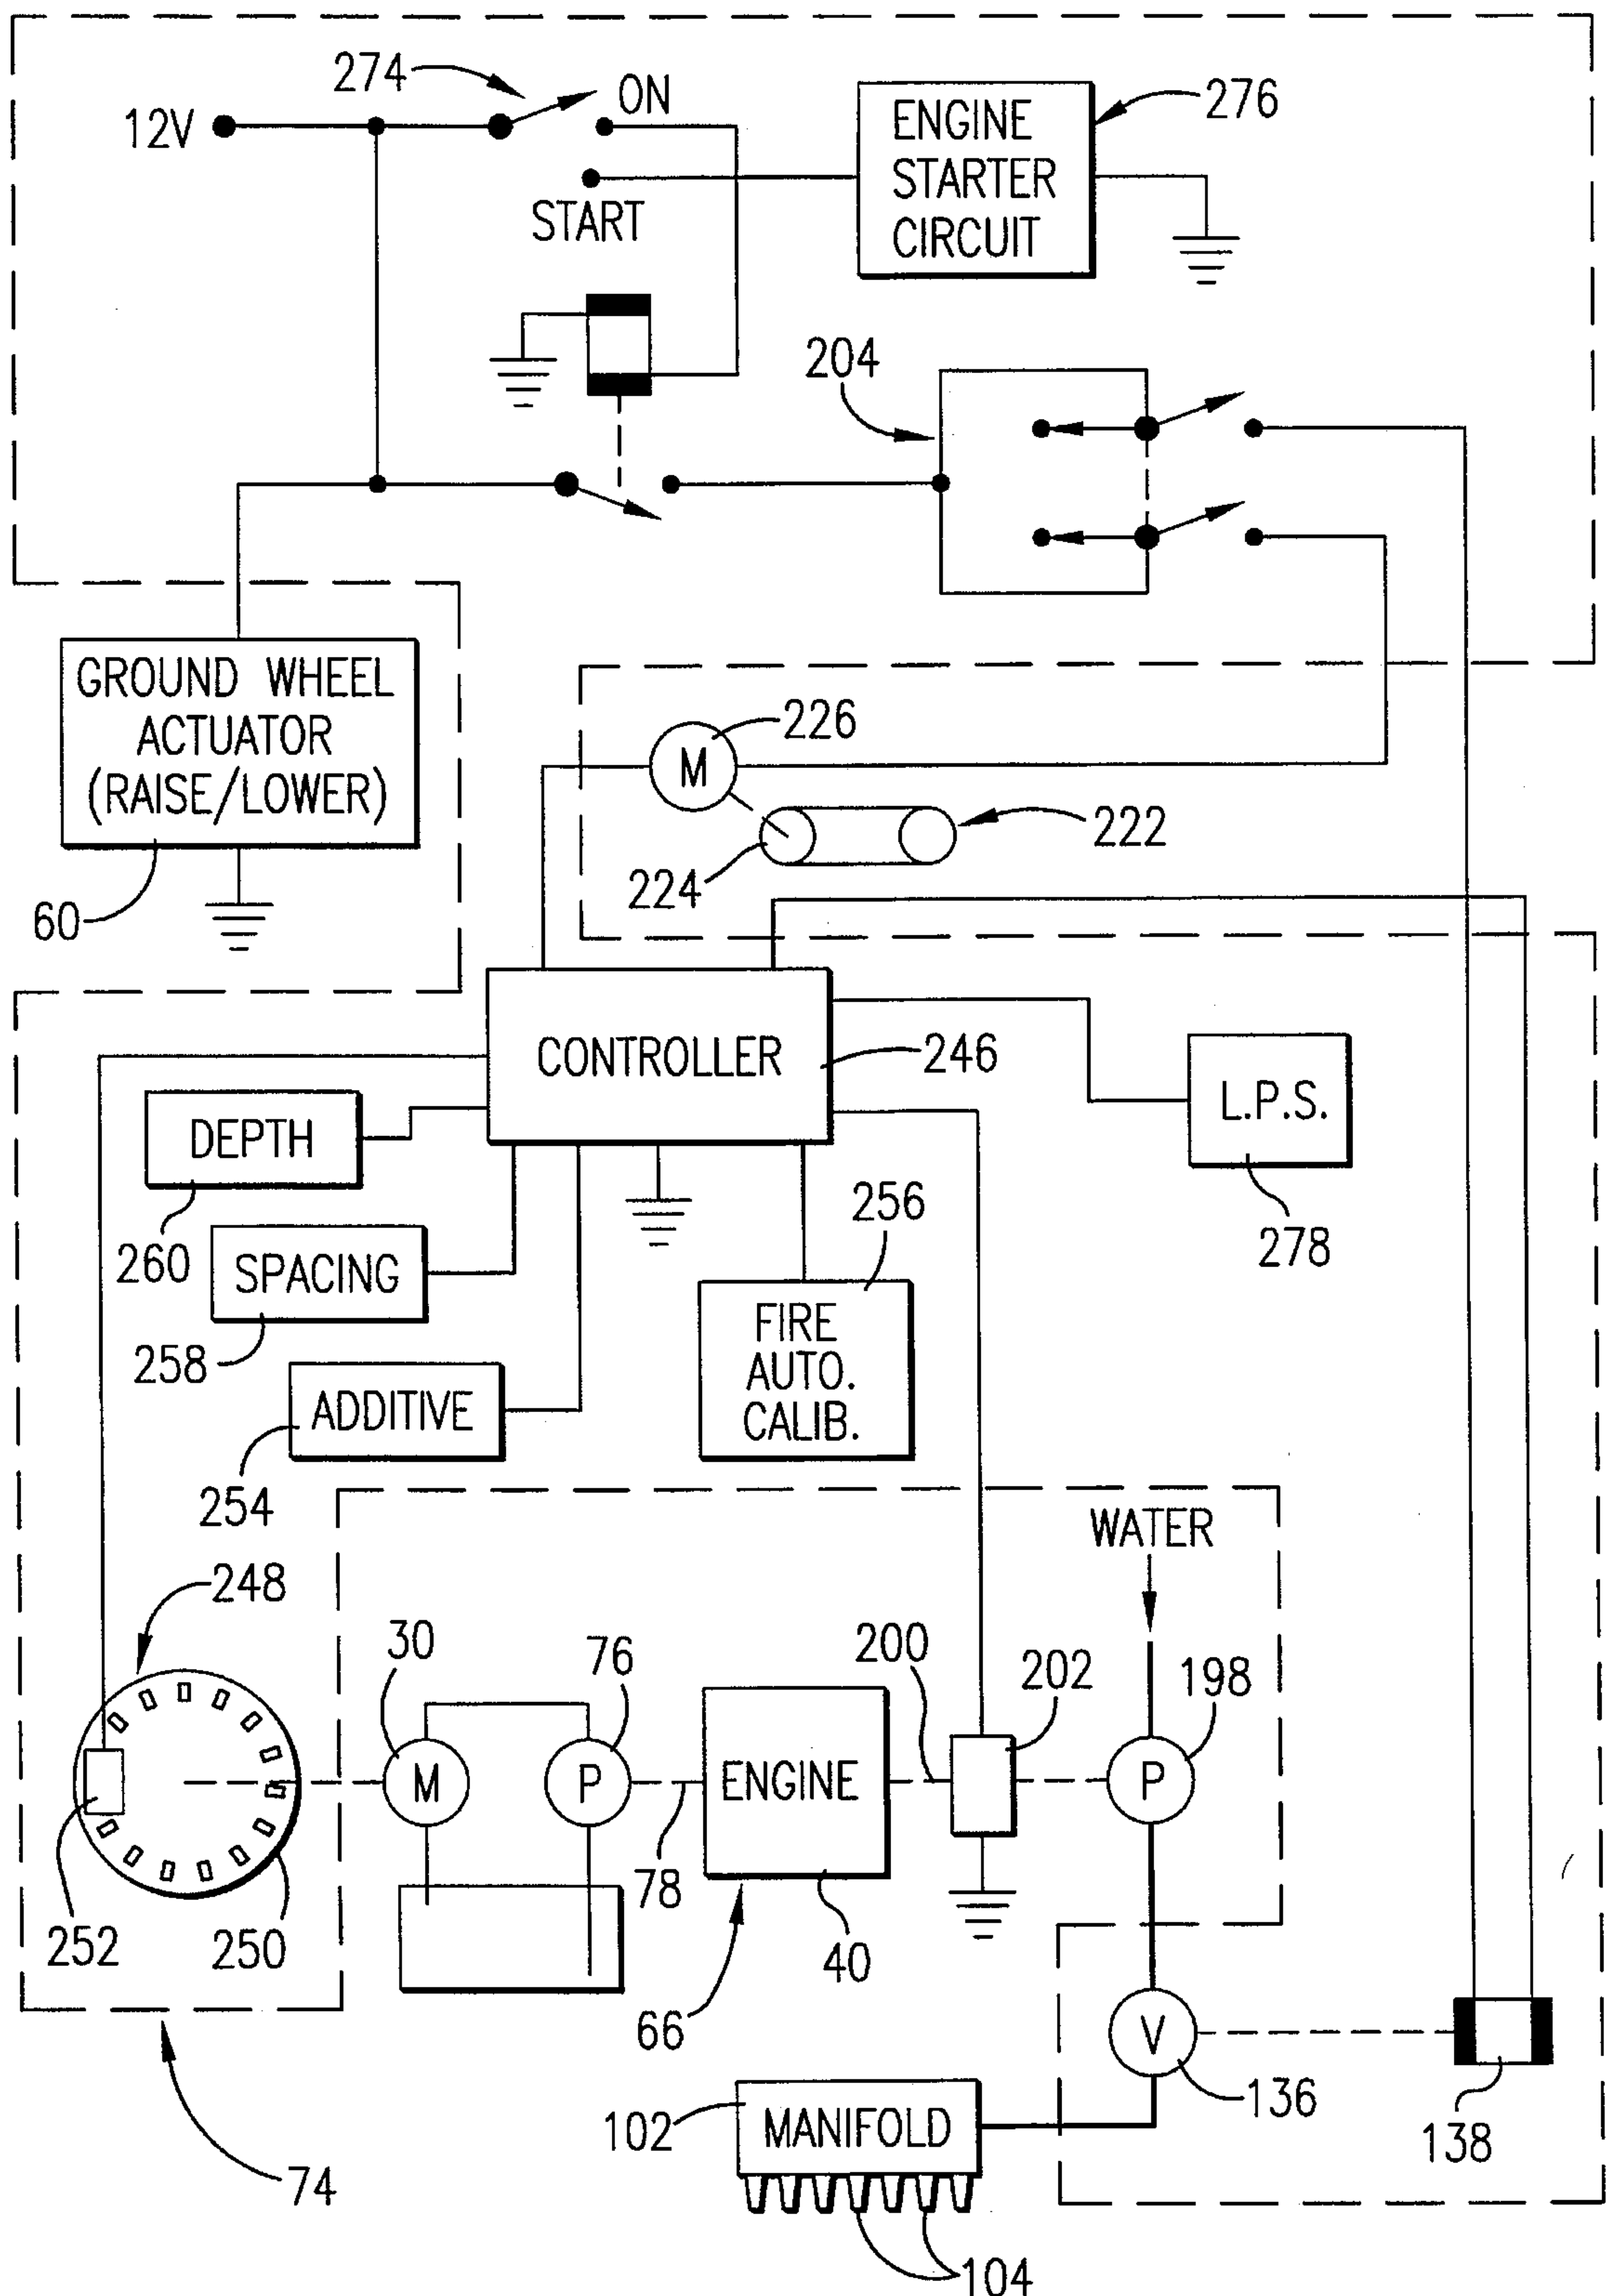 274
ON
12V
276
ENGINE
STARTER
CIRCUIT
START
204
GROUND WHEEL
ACTUATOR
(RAISE/LOWER)
226
M
222
224
60
CONTROLLER
246
L.P.S.
DEPTH
260
256
278
SPACING
258
FIRE
AUTO.
CALIB.
ADDITIVE
254
WATER
248
30
76
200
202
198
M
P
ENGINE
P
78
252
250
40
66
V
136
138
102
MANIFOLD
74
104